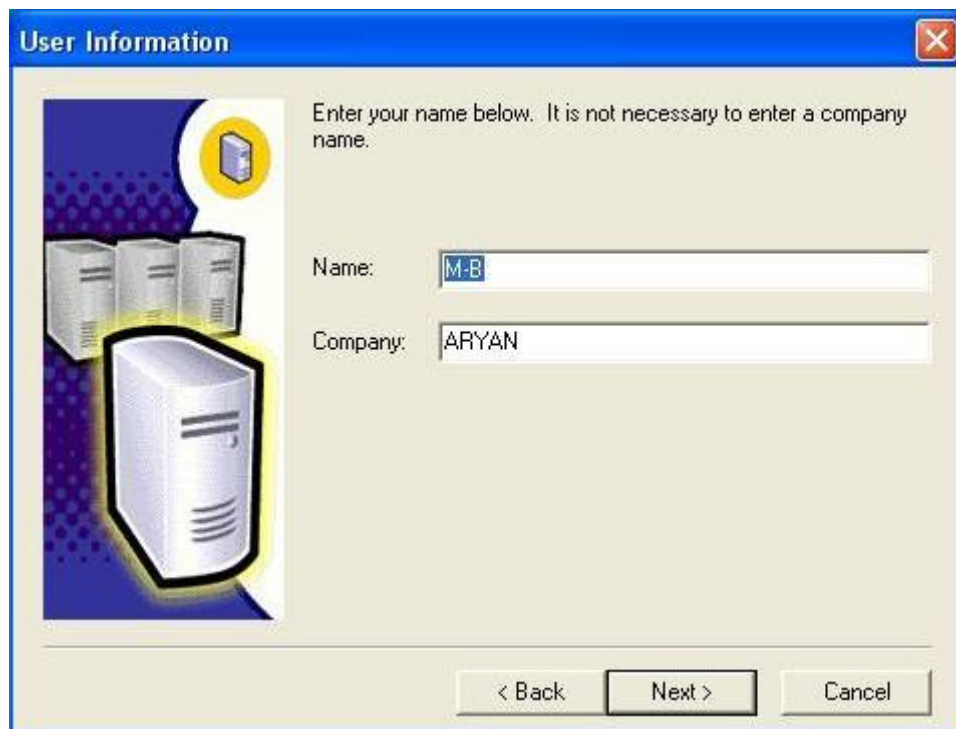 User Information
Enter your name below. It is not necessary to enter a company
name.
Name: M-B
Company: ARYAN
< Back Next > Cancel